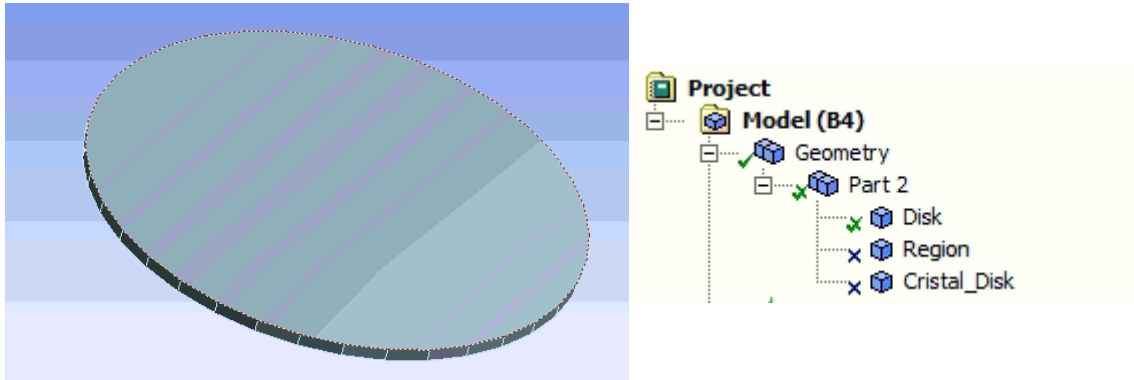 Project
Model (B4)
Geometry
Part 2
Disk
Region
Cristal_Disk